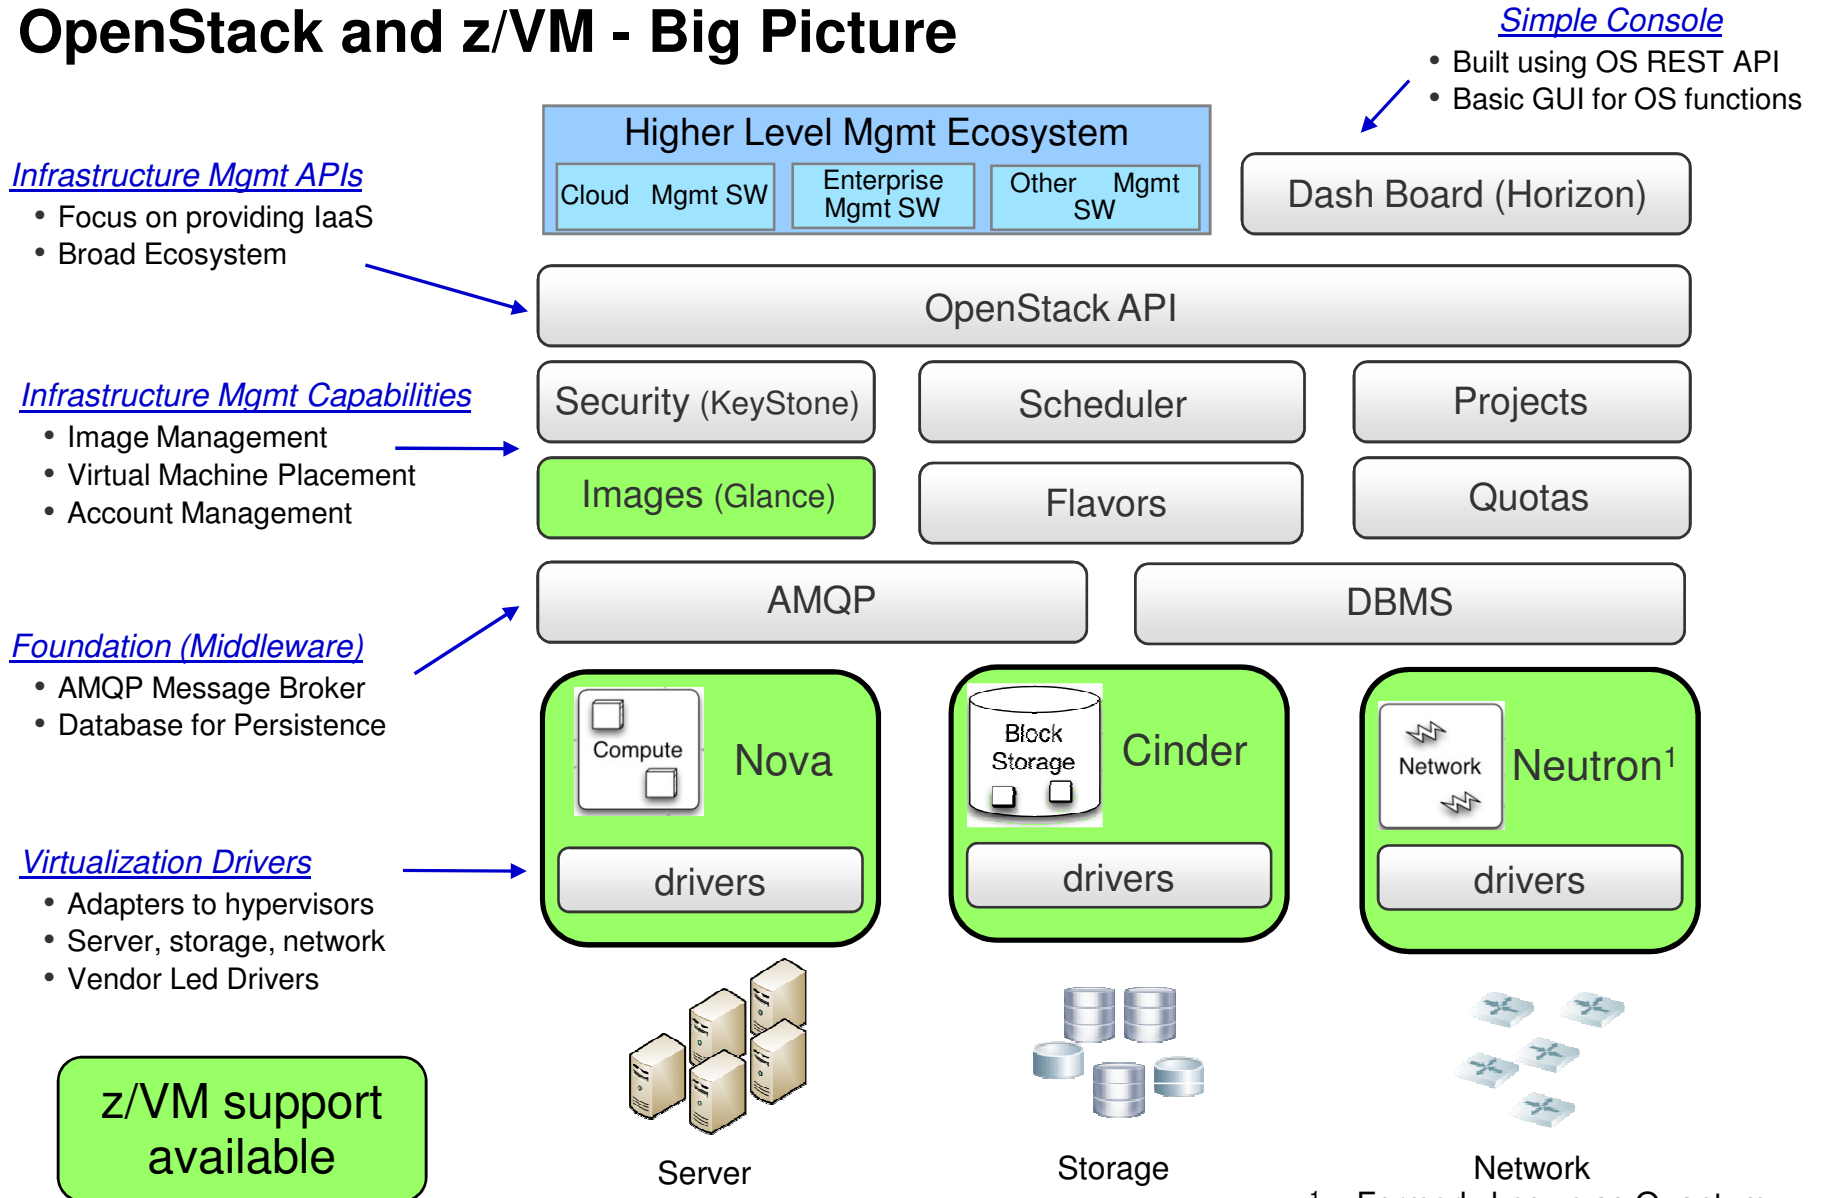 OpenStack and z/VM - Big Picture
Simple Console
• Built using OS REST API
• Basic GUI for OS functions
Higher Level Mgmt Ecosystem
Cloud Mgmt SW
Enterprise
Mgmt SW
Other Mgmt
SW
Dash Board (Horizon)
Infrastructure Mgmt APIs
• Focus on providing IaaS
• Broad Ecosystem
OpenStack API
Infrastructure Mgmt Capabilities
• Image Management
• Virtual Machine Placement
• Account Management
Security (KeyStone)
Scheduler
Projects
Images (Glance)
Flavors
Quotas
AMQP
DBMS
Foundation (Middleware)
• AMQP Message Broker
• Database for Persistence
Compute
Nova
Block
Storage
Cinder
Network
Neutron¹
Virtualization Drivers
• Adapters to hypervisors
• Server, storage, network
• Vendor Led Drivers
drivers
drivers
drivers
z/VM support
available
Server
Storage
Network